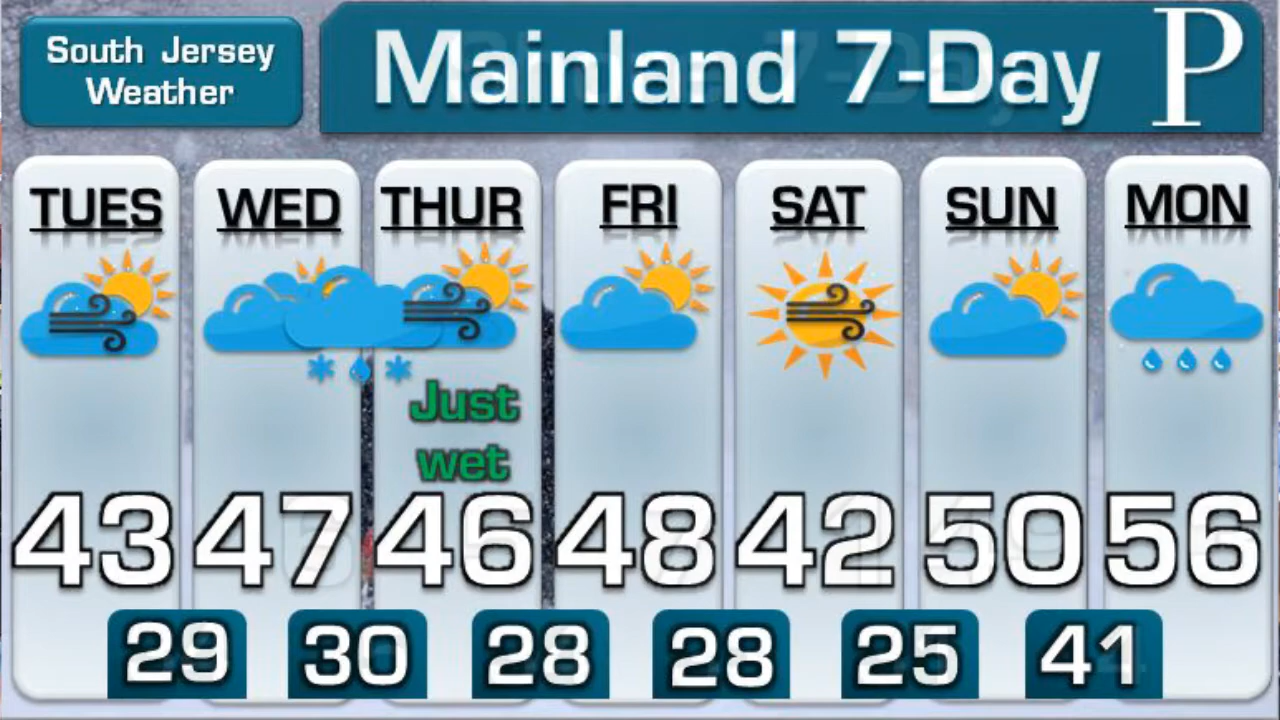 South Jersey
Weather
Mainland 7-Day
P
TUES WED THUR FRI SAT SUN MON
Just
wet
43 47 46 48 42 50 56
29 30 28 28 25 41